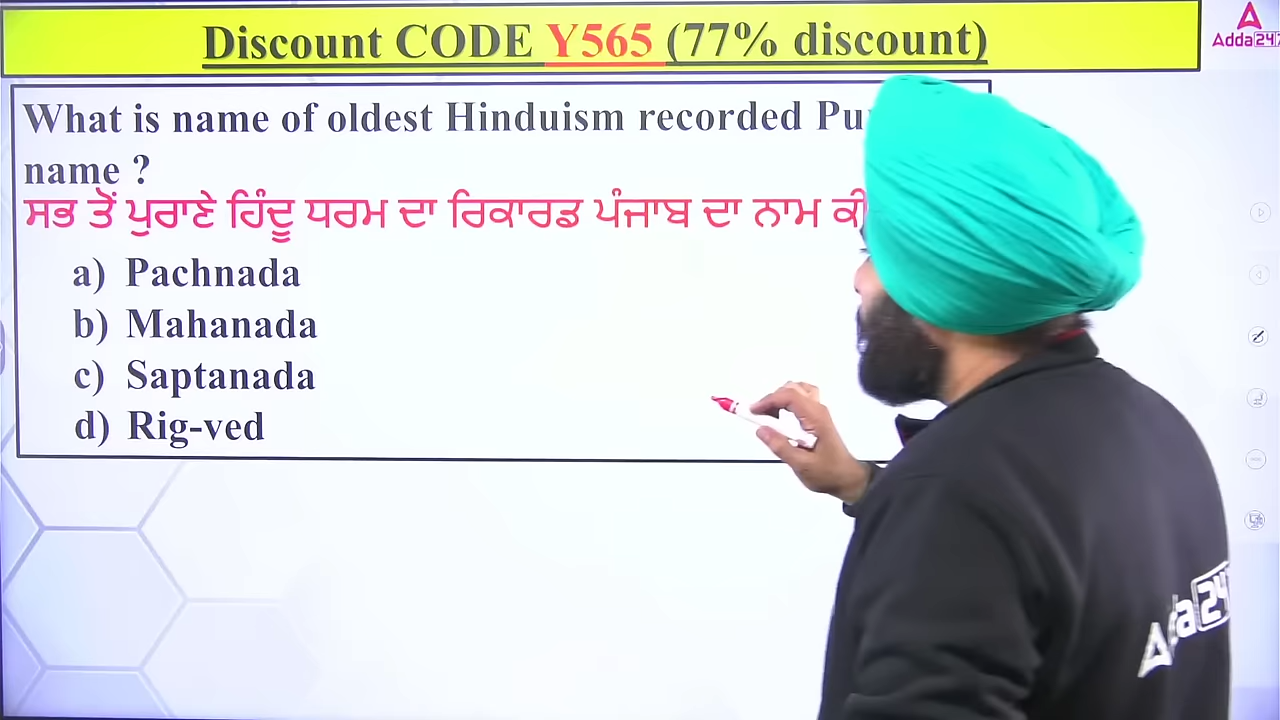 Discount CODE Y565 (77% discount)
Adda247
What is name of oldest Hinduism recorded
name ?
ਸਭ ਤੋਂ ਪੁਰਾਣੇ ਹਿੰਦੂ ਧਰਮ ਦਾ ਰਿਕਾਰਡ ਪੰਜਾਬ ਦਾ ਨਾਮ ਕੀ
a) Pachnada
b) Mahanada
c) Saptanada
d) Rig-ved
Adda247